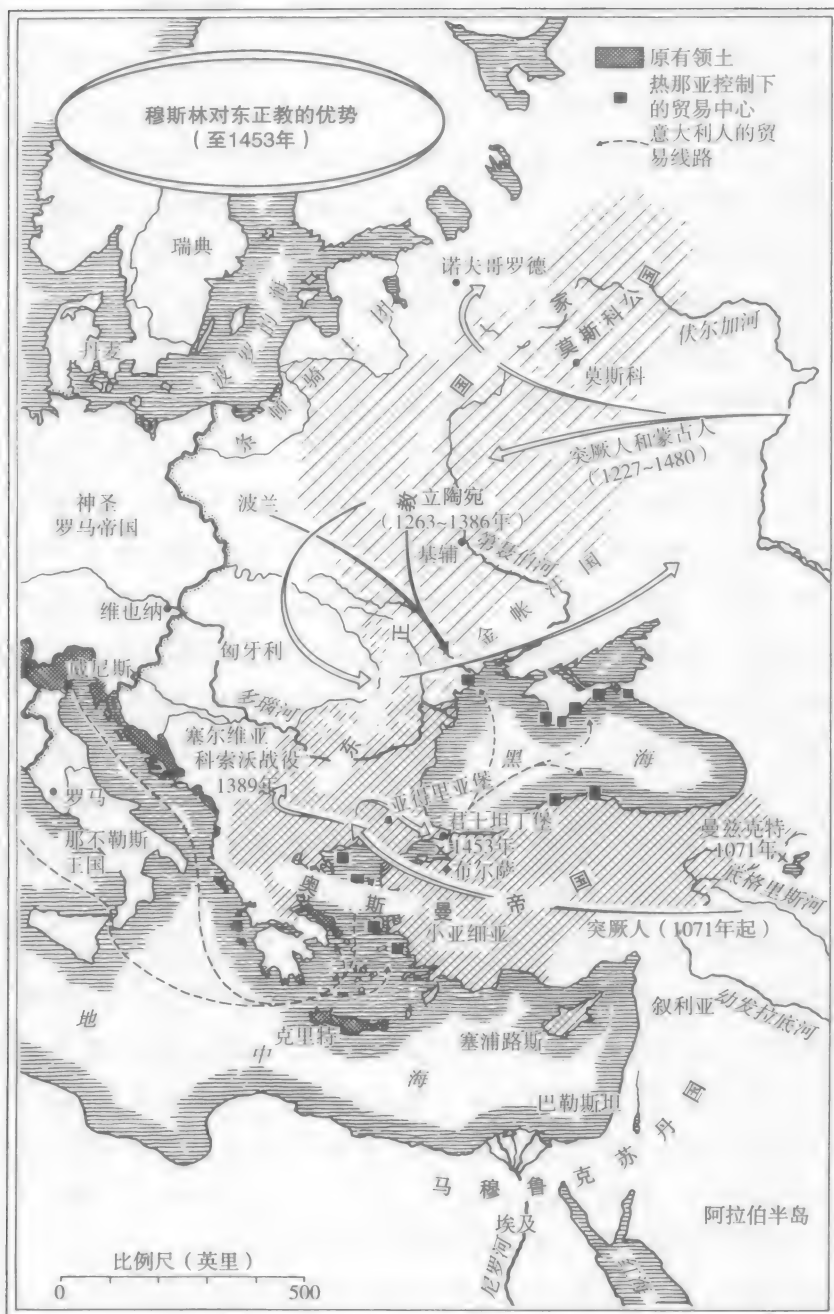 穆斯林对东正教的优势
（至1453年）
原有领土
热那亚控制下
的贸易中心
意大利人的贸
易线路
瑞典
诺夫哥罗德
丹麦
波罗的海
条顿骑士团
莫斯科公国
伏尔加河
莫斯科
突厥人和蒙古人
（1227~1480）
神圣
罗马帝国
波兰
立陶宛
（1263~1386年）
基辅
第聂伯河
金帐汗国
维也纳
匈牙利
威尼斯
多瑙河
东正教国家
塞尔维亚
科索沃战役
1389年
黑海
罗马
亚得里亚堡
君士坦丁堡
1453年
布尔萨
曼兹克特
1071年
那不勒斯
王国
底格里斯河
奥斯曼帝国
小亚细亚
突厥人（1071年起）
叙利亚
幼发拉底河
地中海
克里特
塞浦路斯
巴勒斯坦
马穆鲁克苏丹国
埃及
尼罗河
红海
阿拉伯半岛
比例尺（英里）
0
500